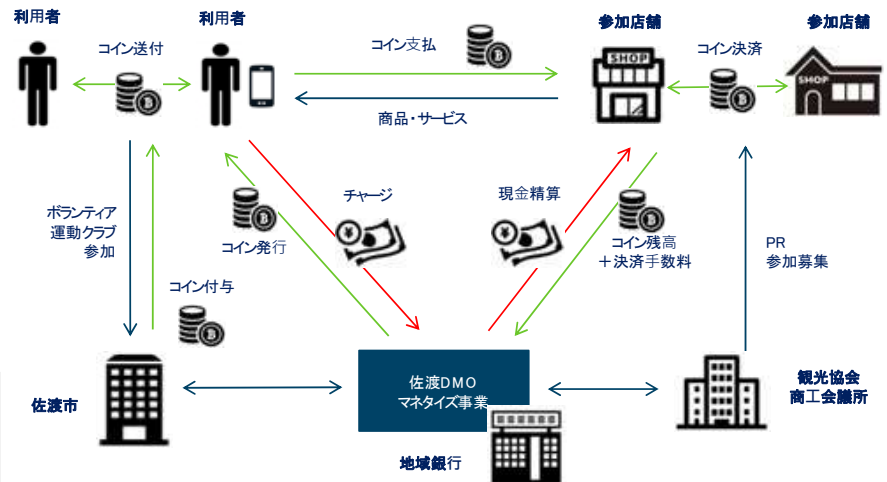 利用者
利用者
参加店舗
参加店舗
コイン送付
コイン支払
コイン決済
SHOP
SHOP
商品・サービス
ボランティア
運動クラブ
参加
コイン発行
チャージ
現金精算
コイン残高
＋決済手数料
PR
参加募集
コイン付与
佐渡市
佐渡DMO
マネタイズ事業
観光協会
商工会議所
地域銀行